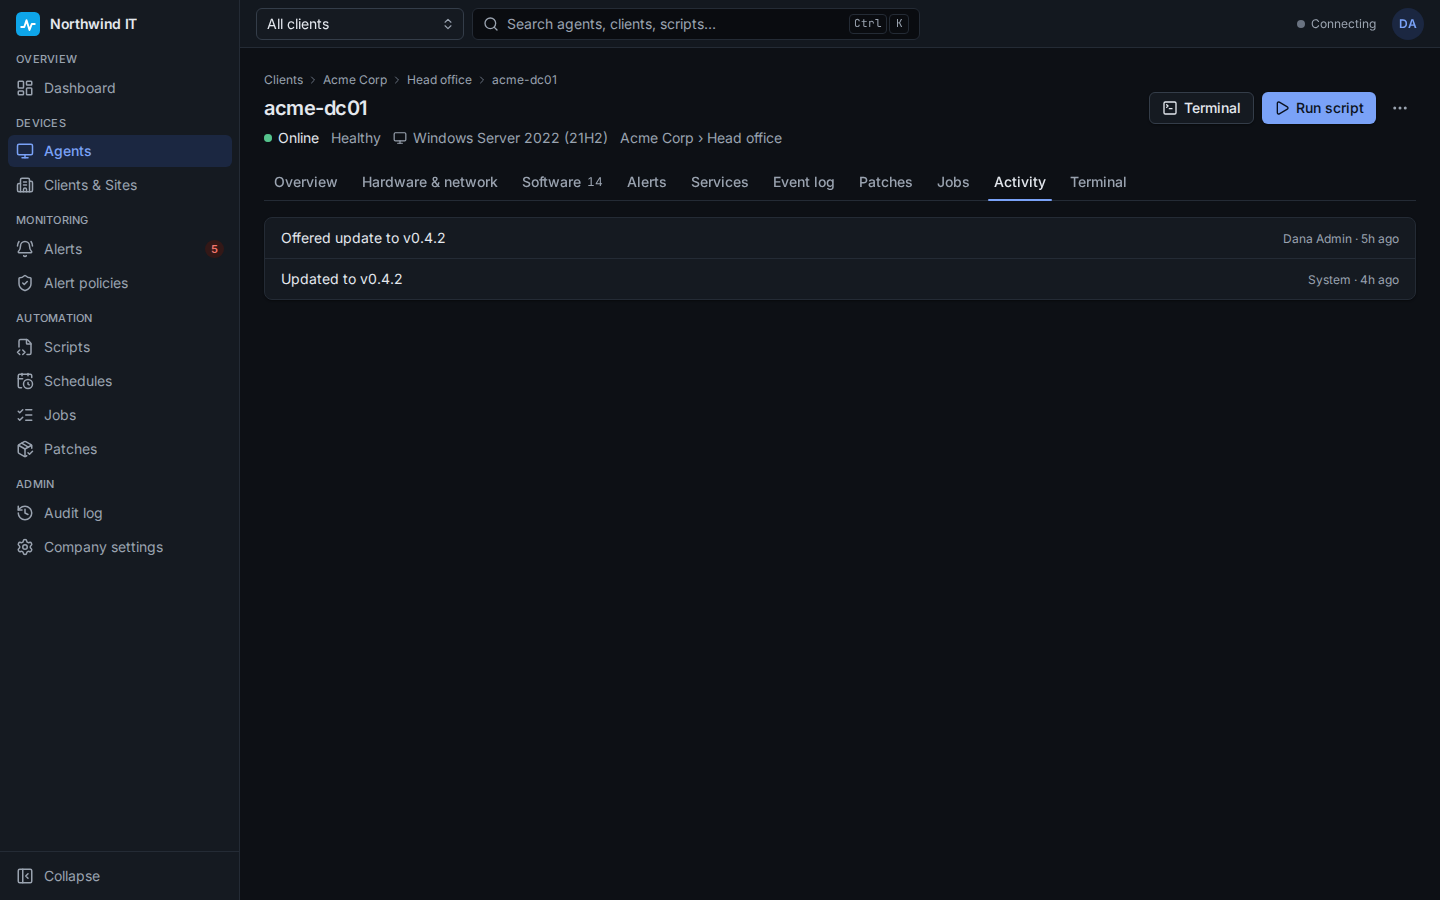 Northwind IT
All clients
Search agents, clients, scripts...
Ctrl K
Connecting
DA
OVERVIEW
Dashboard
DEVICES
Agents
Clients & Sites
MONITORING
Alerts
5
Alert policies
AUTOMATION
Scripts
Schedules
Jobs
Patches
ADMIN
Audit log
Company settings
Collapse
Clients > Acme Corp > Head office > acme-dc01
acme-dc01
Terminal
Run script
Online Healthy Windows Server 2022 (21H2) Acme Corp › Head office
Overview Hardware & network Software 14 Alerts Services Event log Patches Jobs Activity Terminal
Offered update to v0.4.2
Dana Admin · 5h ago
Updated to v0.4.2
System · 4h ago